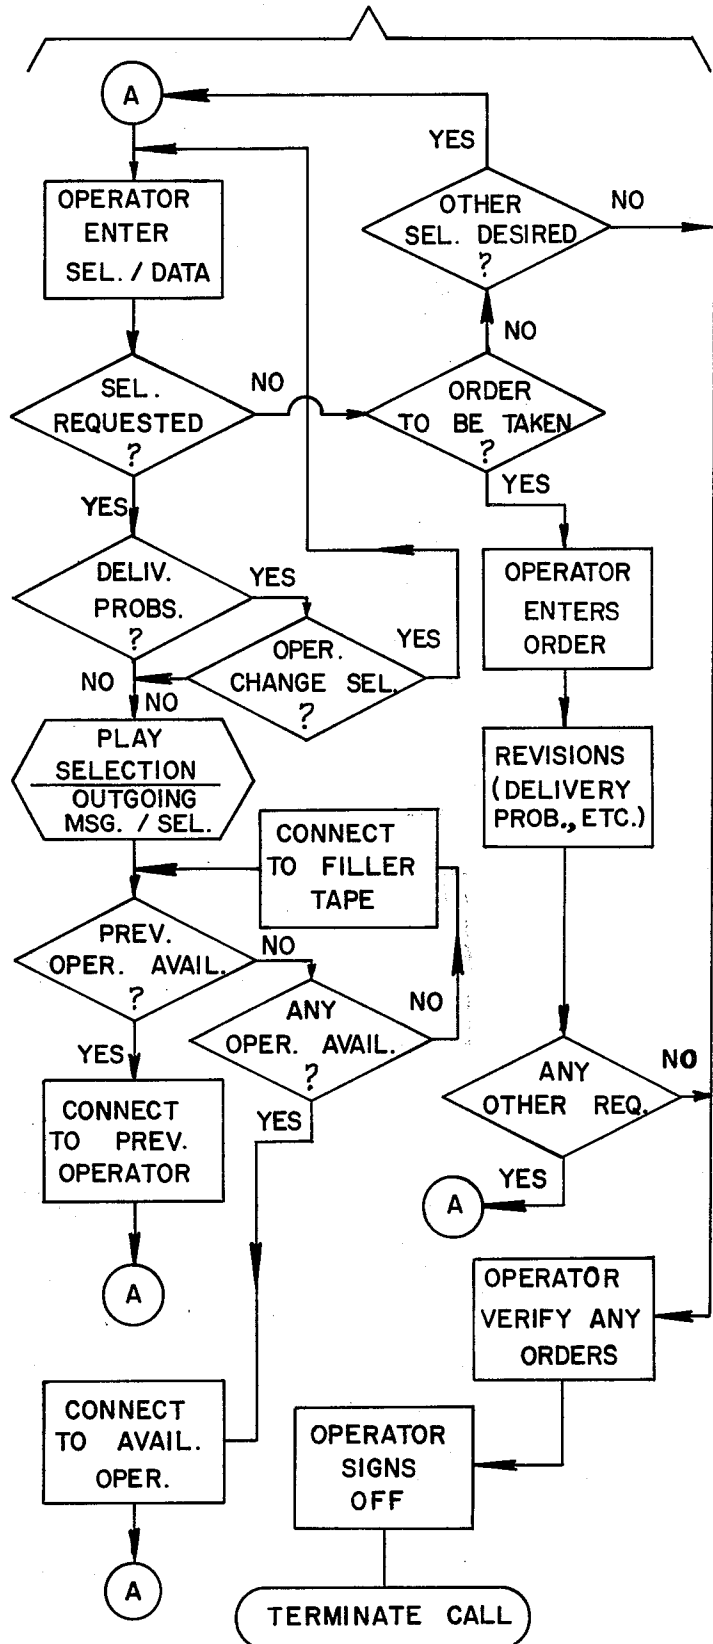 A
YES
OPERATOR
ENTER
SEL. / DATA
OTHER
SEL. DESIRED
?
NO
NO
SEL.
REQUESTED
?
NO
ORDER
TO BE TAKEN
?
YES
YES
DELIV.
PROBS.
?
YES
OPER.
CHANGE SEL.
?
YES
NO
NO
OPERATOR
ENTERS
ORDER
PLAY
SELECTION
OUTGOING
MSG. / SEL.
REVISIONS
(DELIVERY
PROB., ETC.)
CONNECT
TO FILLER
TAPE
PREV.
OPER. AVAIL.
?
NO
ANY
OPER. AVAIL.
?
NO
YES
YES
ANY
OTHER REQ.
NO
YES
A
CONNECT
TO PREV.
OPERATOR
A
OPERATOR
VERIFY ANY
ORDERS
CONNECT
TO AVAIL.
OPER.
A
OPERATOR
SIGNS
OFF
TERMINATE CALL